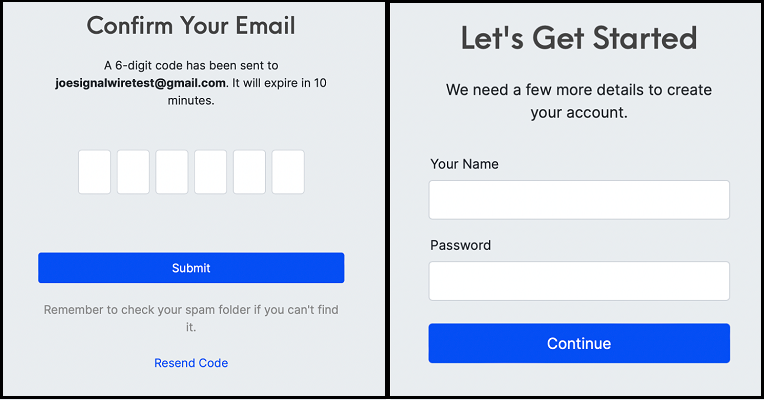 Confirm Your Email
A 6-digit code has been sent to
joesignalwiretest@gmail.com. It will expire in 10
minutes.
Submit
Remember to check your spam folder if you can't find
it.
Resend Code
Let's Get Started
We need a few more details to create
your account.
Your Name
Password
Continue